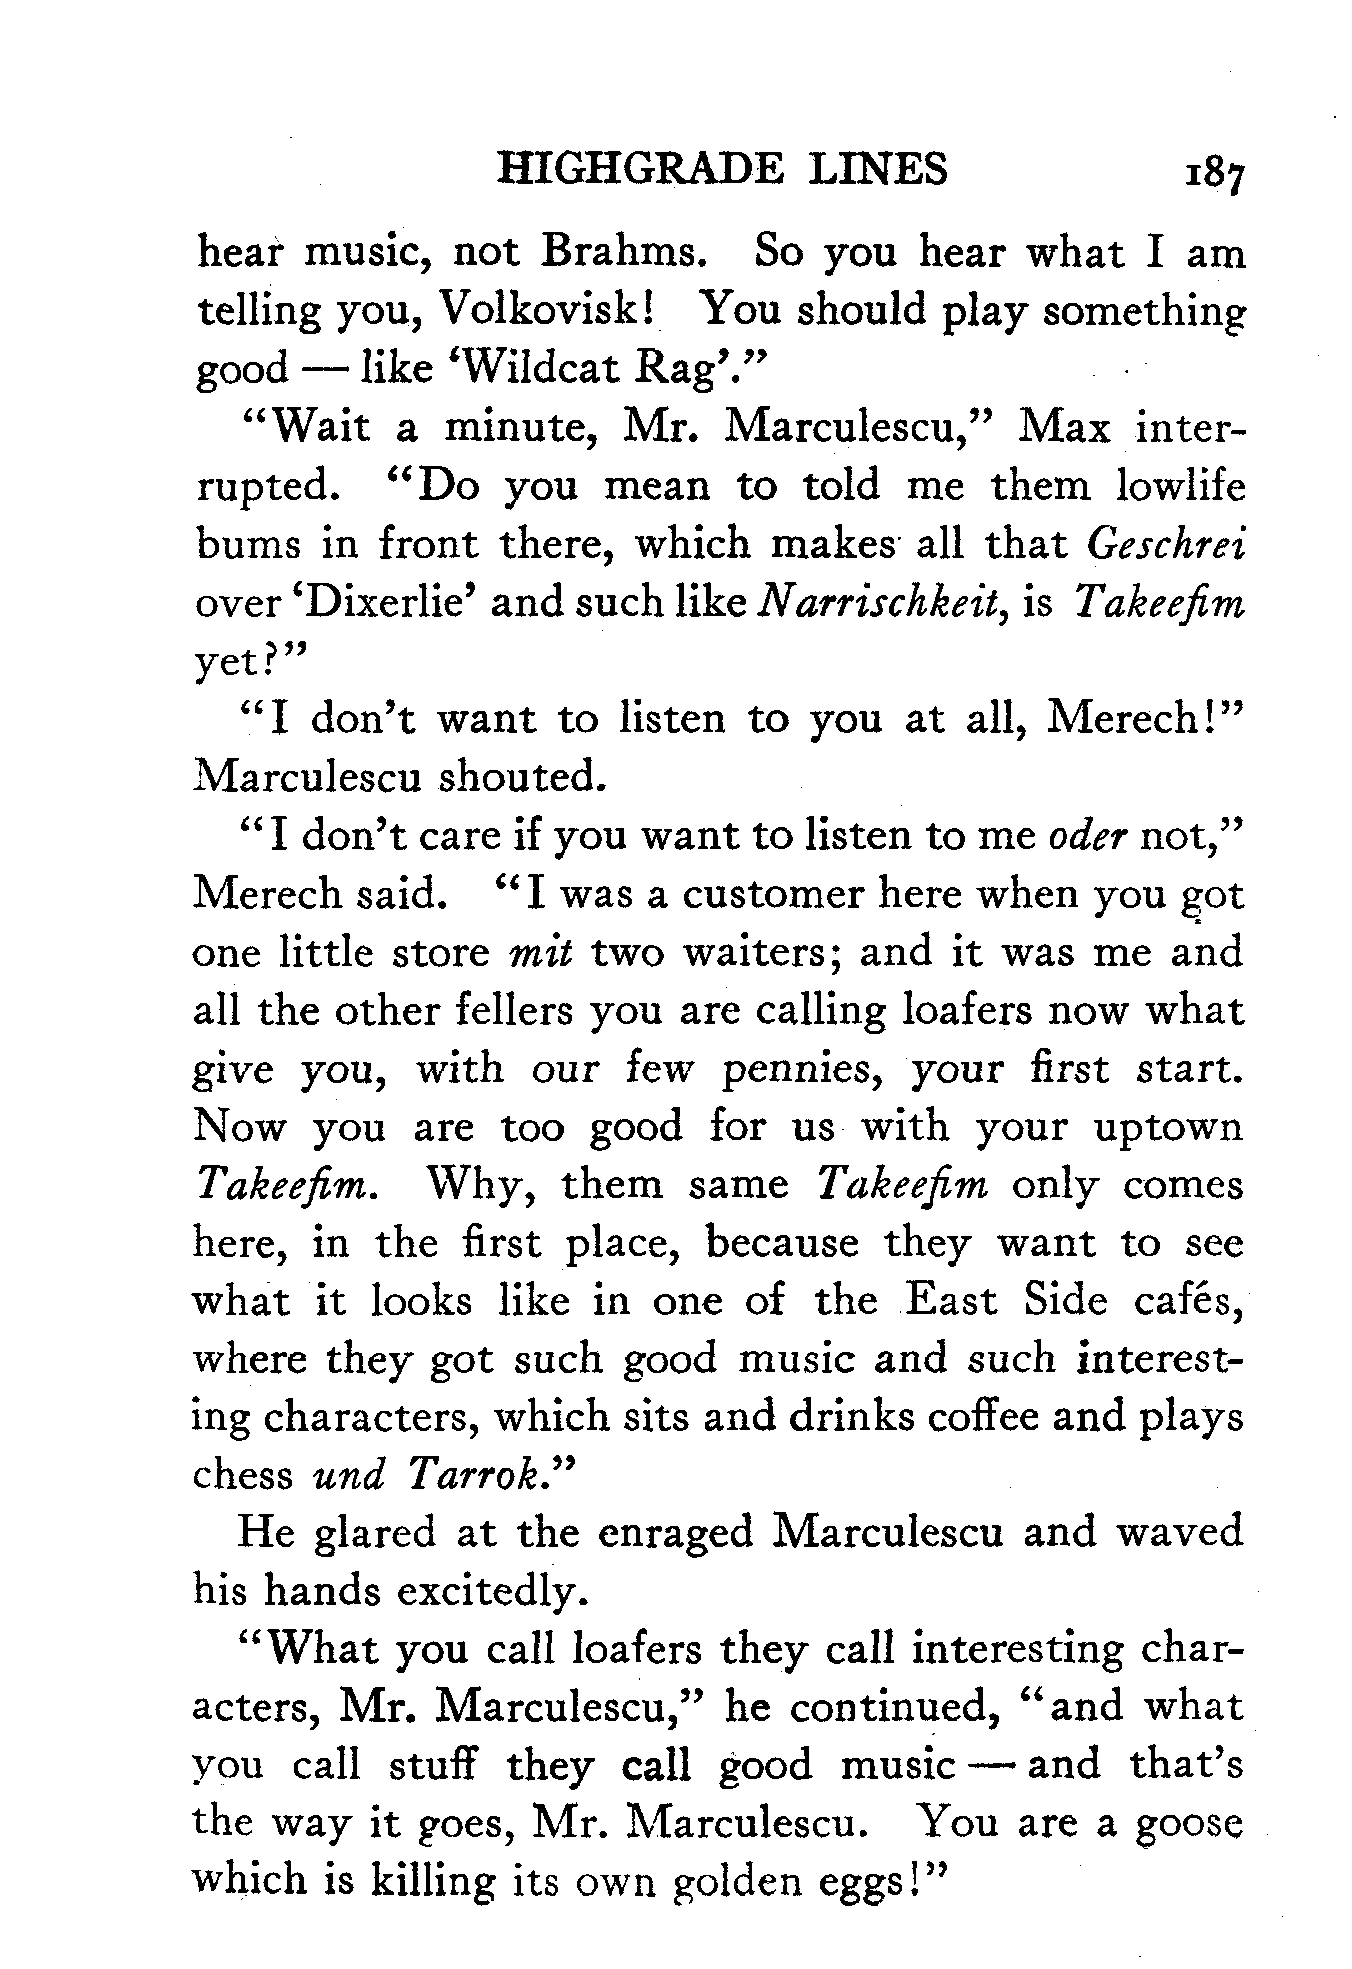 HIGHGRADE LINES 187
hear music, not Brahms. So you hear what I am
telling you, Volkovisk! You should play something
good — like ‘Wildcat Rag’.”
“Wait a minute, Mr. Marculescu,” Max inter-
rupted. “Do you mean to told me them lowlife
bums in front there, which makes all that Geschrei
over ‘Dixerlie’ and such like Narrischkeit, is Takeefim
yet?”
“I don’t want to listen to you at all, Merech!”
Marculescu shouted.
“I don’t care if you want to listen to me oder not,”
Merech said. “I was a customer here when you got
one little store mit two waiters; and it was me and
all the other fellers you are calling loafers now what
give you, with our few pennies, your first start.
Now you are too good for us with your uptown
Takeefim. Why, them same Takeefim only comes
here, in the first place, because they want to see
what it looks like in one of the East Side cafés,
where they got such good music and such interest-
ing characters, which sits and drinks coffee and plays
chess und Tarrok.”
He glared at the enraged Marculescu and waved
his hands excitedly.
“What you call loafers they call interesting char-
acters, Mr. Marculescu,” he continued, “and what
you call stuff they call good music — and that’s
the way it goes, Mr. Marculescu. You are a goose
which is killing its own golden eggs!”